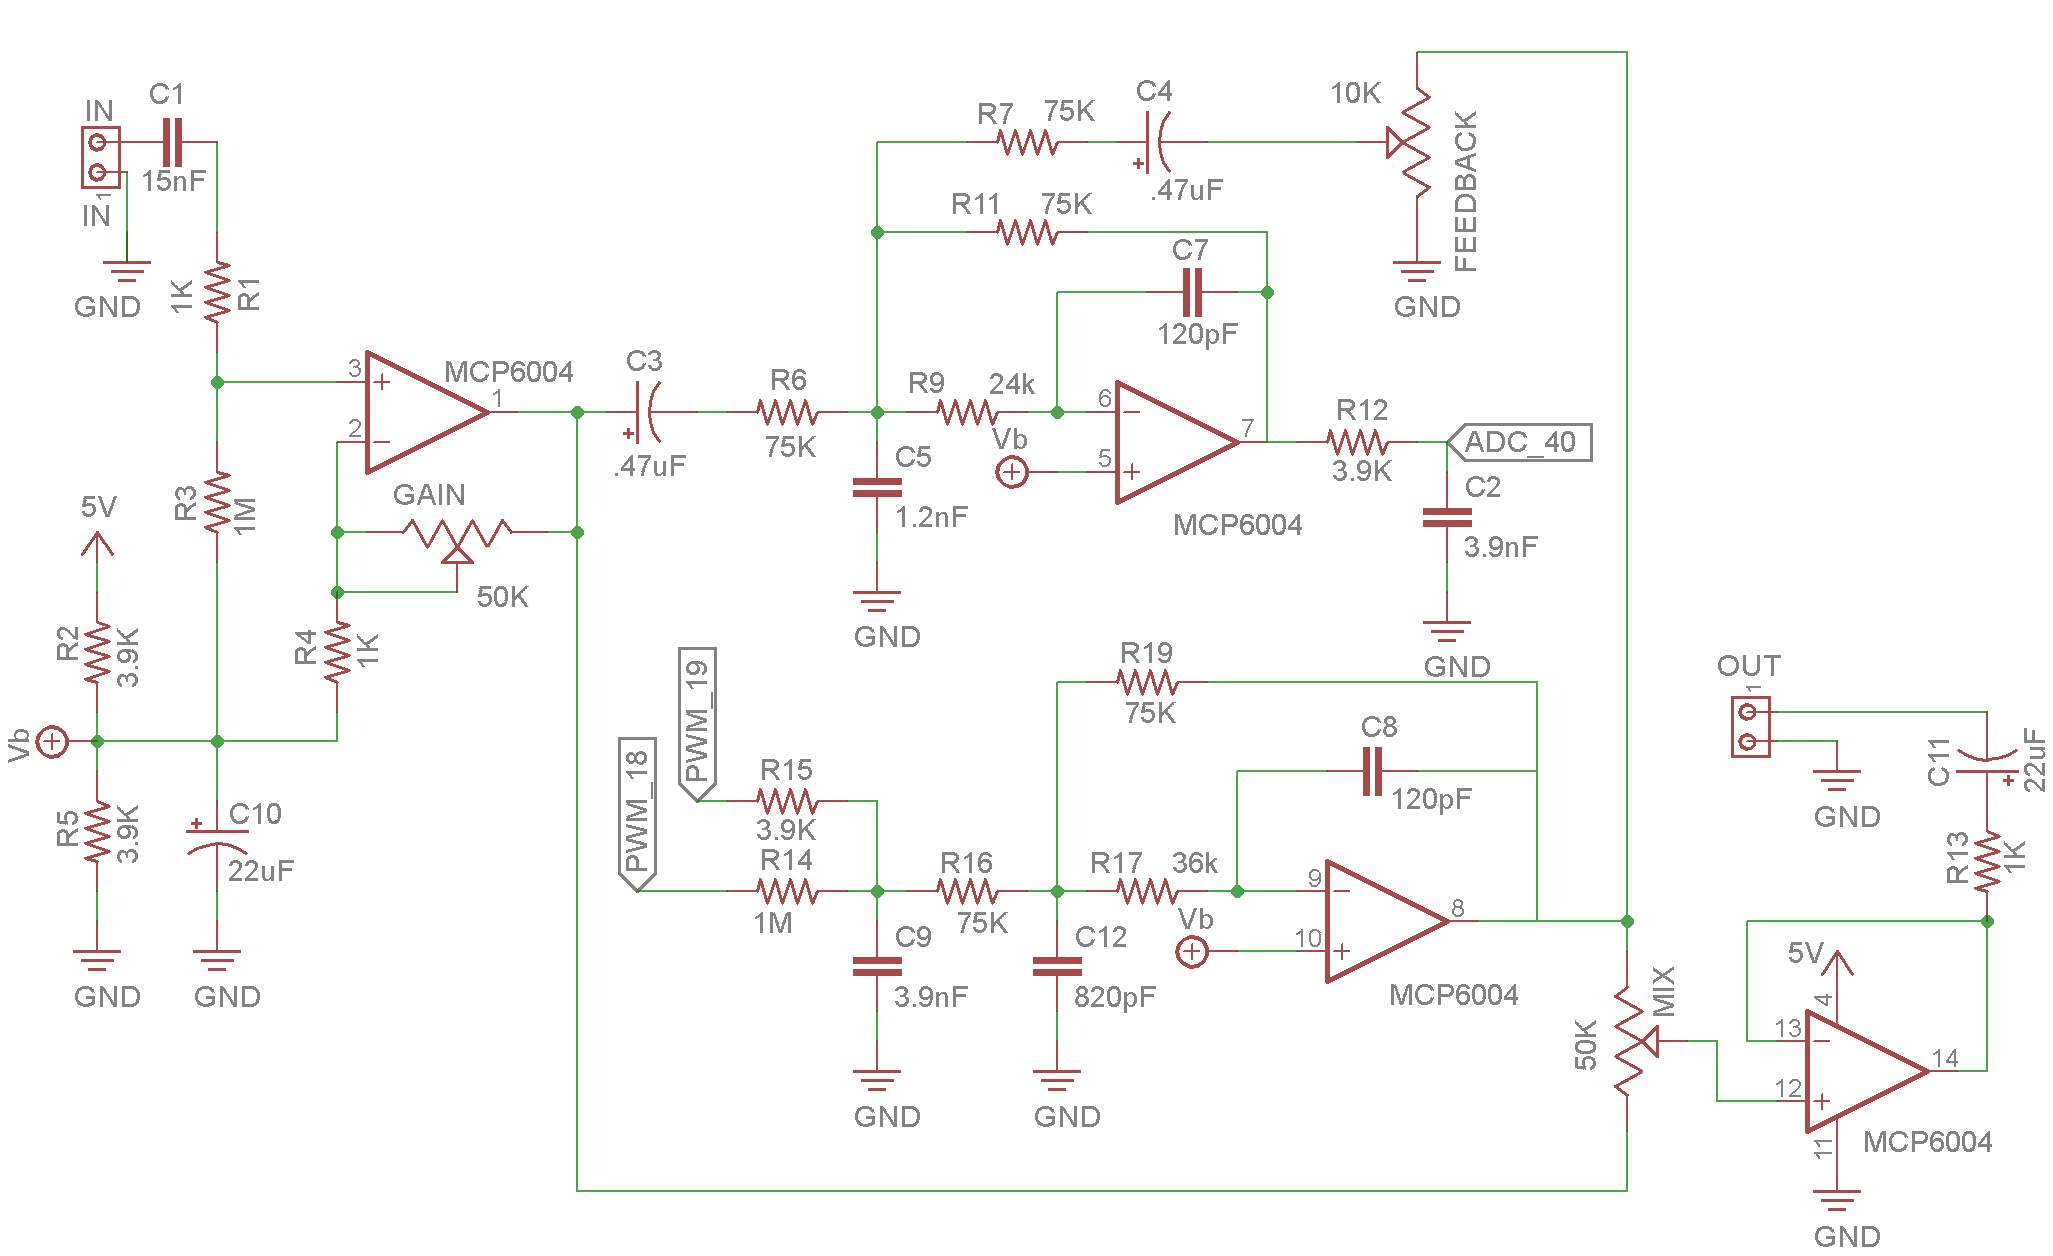 IN
C1
15nF
1
IN
GND
1K
R1
3
MCP6004
1
2
GAIN
50K
R3
1M
5V
R2
3.9K
R4
1K
Vb
R5
3.9K
C10
22uF
GND
GND
C3
.47uF
R6
75K
R7
75K
C4
.47uF
10K
FEEDBACK
GND
R11
75K
C7
120pF
R9
24k
Vb
6
5
7
MCP6004
C5
1.2nF
GND
R12
3.9K
ADC_40
C2
3.9nF
GND
PWM_19
PWM_18
R15
3.9K
R14
1M
C9
3.9nF
GND
R16
75K
R19
75K
C8
120pF
R17
36k
Vb
9
10
8
MCP6004
C12
820pF
GND
50K
MIX
OUT
1
GND
C11
22uF
R13
1K
5V
4
13
12
14
11
MCP6004
GND